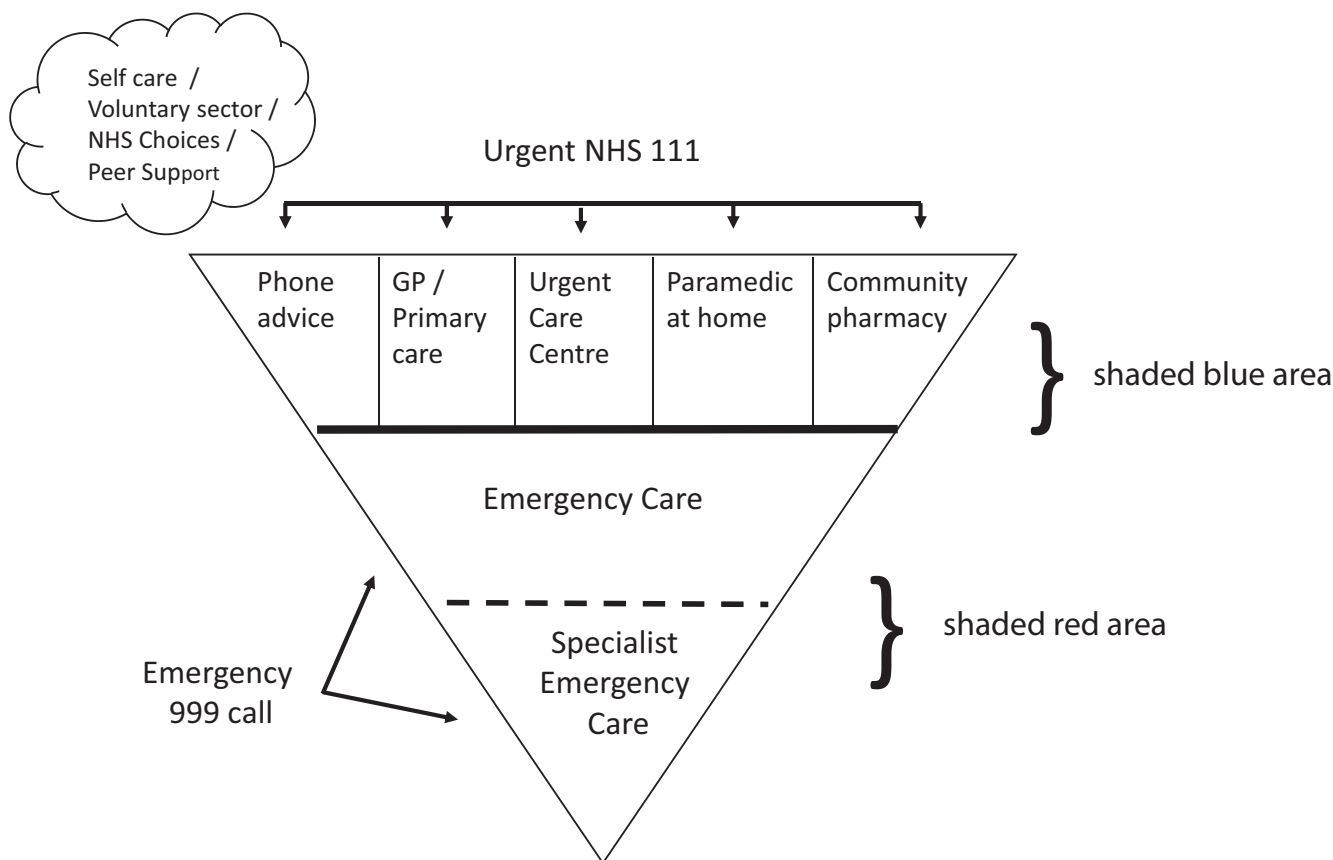 Self care /
Voluntary sector /
NHS Choices /
Peer Support
Urgent NHS 111
Phone
advice
GP /
Primary
care
Urgent
Care
Centre
Paramedic
at home
Community
pharmacy
shaded blue area
Emergency Care
shaded red area
Specialist
Emergency
Care
Emergency
999 call